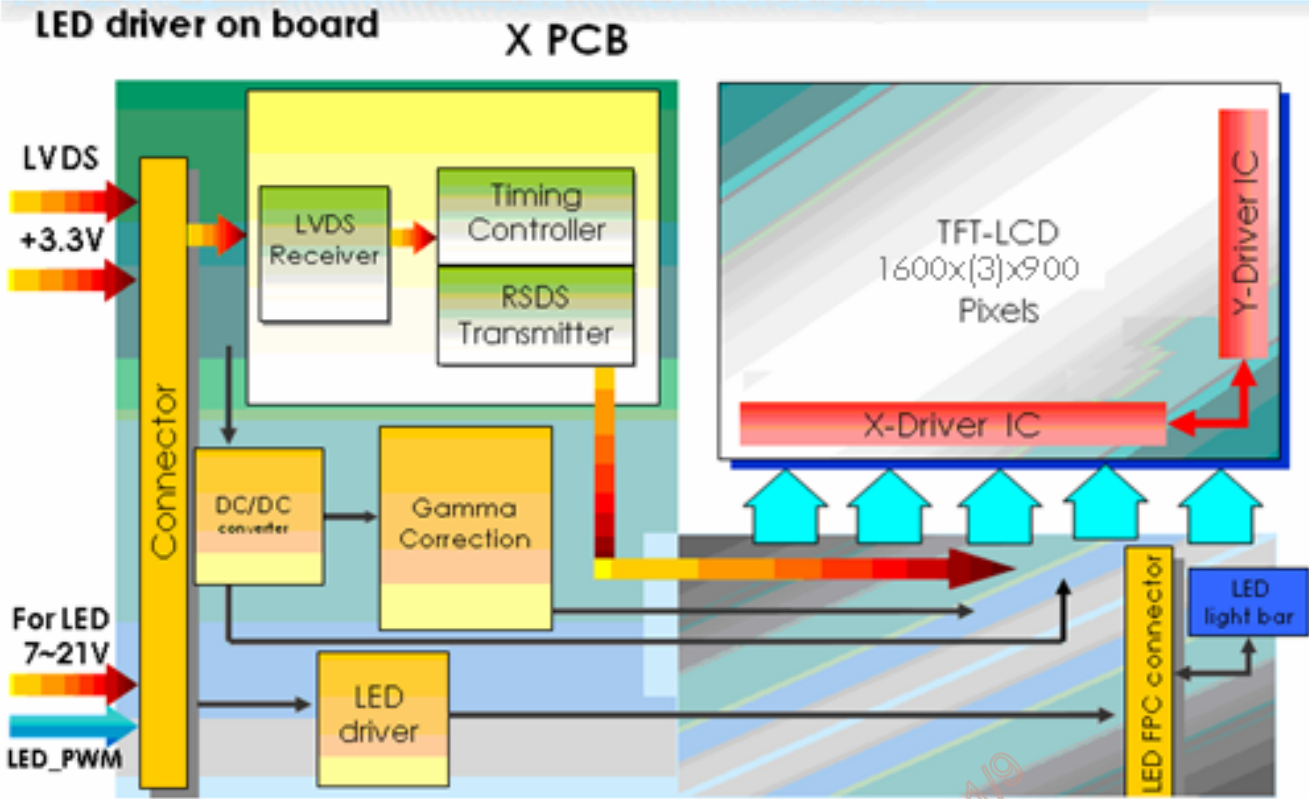 LED driver on board
X PCB
LVDS
+3.3V
Connector
LVDS
Receiver
Timing
Controller
RSDS
Transmitter
TFT-LCD
1600x(3)x900
Pixels
Y-Driver IC
X-Driver IC
DC/DC
converter
Gamma
Correction
For LED
7~21V
LED_PWM
LED
driver
LED FPC connector
LED
light bar